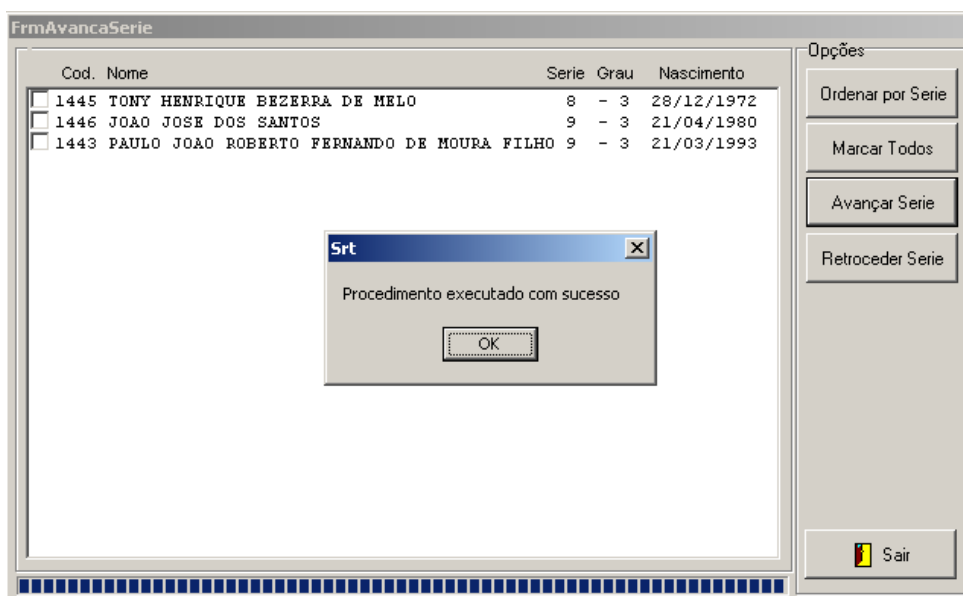 FrmAvancaSerie
Cod. Nome Serie Grau Nascimento
1445 TONY HENRIQUE BEZERRA DE MELO 8 - 3 28/12/1972
1446 JOAO JOSE DOS SANTOS 9 - 3 21/04/1980
1443 PAULO JOAO ROBERTO FERNANDO DE MOURA FILHO 9 - 3 21/03/1993
Srt
Procedimento executado com sucesso
OK
Opções
Ordenar por Serie
Marcar Todos
Avançar Serie
Retroceder Serie
Sair